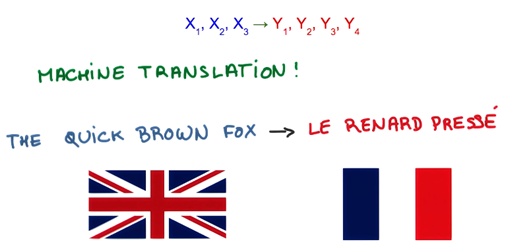 X₁, X₂, X₃ → Y₁, Y₂, Y₃, Y₄
MACHINE TRANSLATION!
THE QUICK BROWN FOX → LE RENARD PRESSÉ